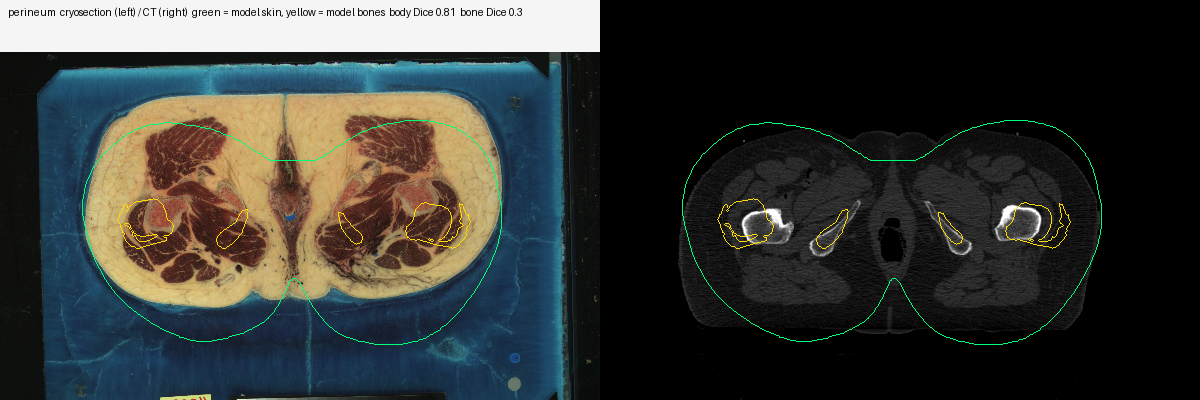 perineum cryosection (left) / CT (right) green = model skin, yellow = model bones body Dice 0.81 bone Dice 0.3